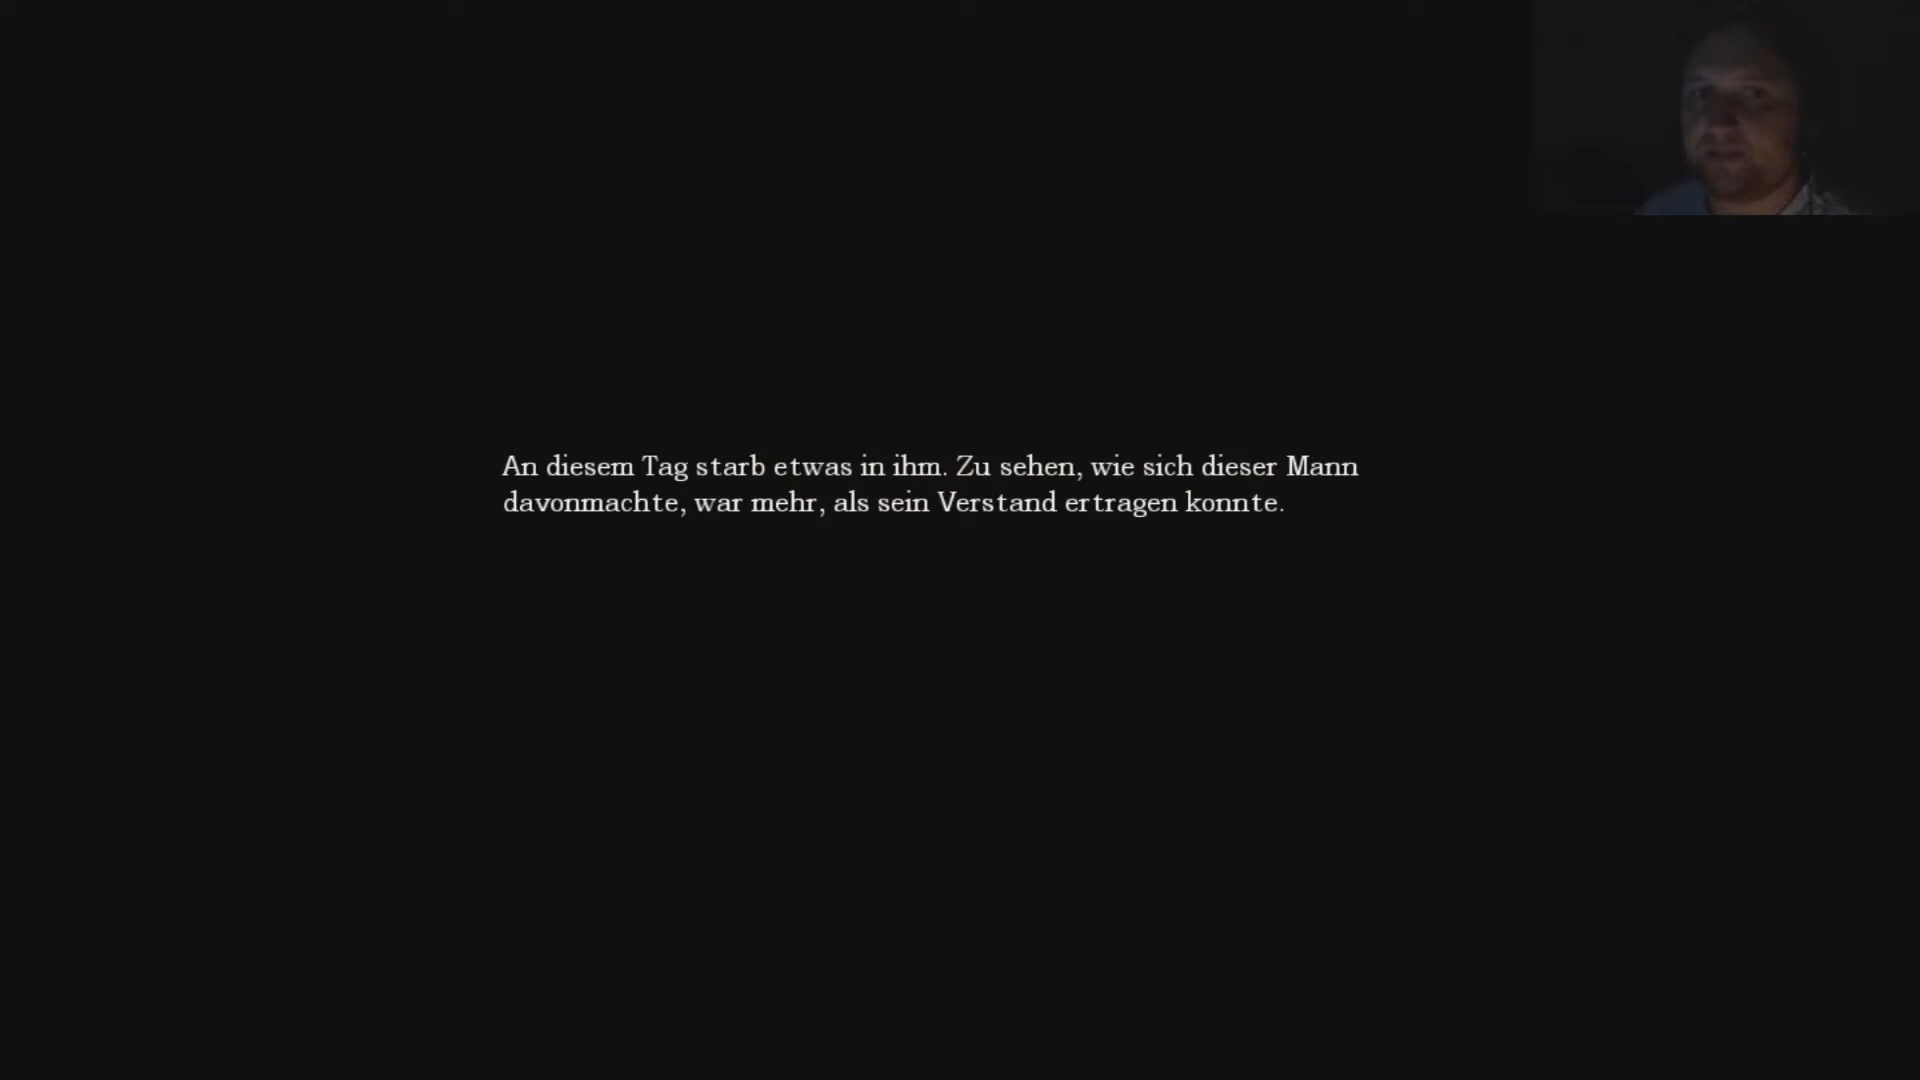 An diesem Tag starb etwas in ihm. Zu sehen, wie sich dieser Mann
davonmachte, war mehr, als sein Verstand ertragen konnte.